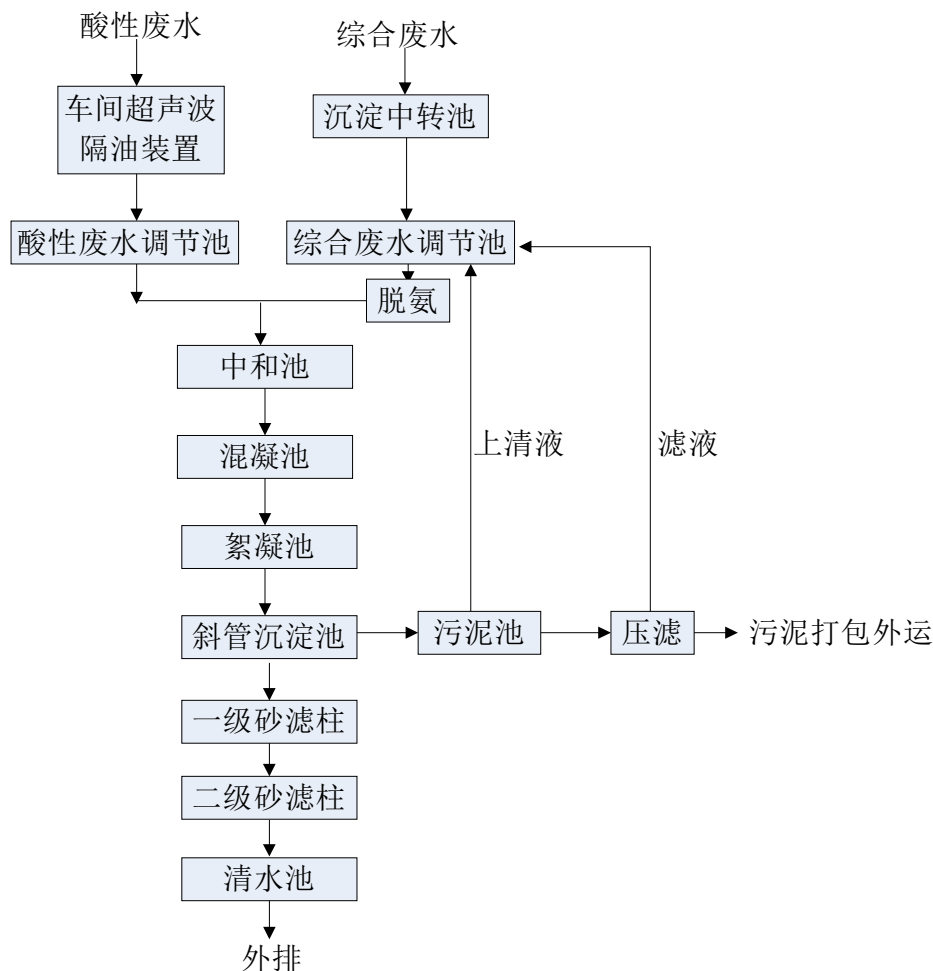 酸性废水
综合废水
车间超声波
隔油装置
沉淀中转池
酸性废水调节池
综合废水调节池
脱氨
中和池
混凝池
上清液
滤液
絮凝池
斜管沉淀池
污泥池
压滤
污泥打包外运
一级砂滤柱
二级砂滤柱
清水池
外排